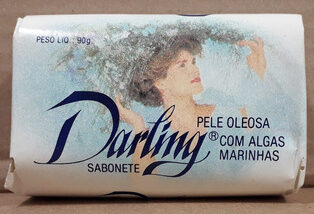 PESO LIQ.: 90g
Darling®
SABONETE
PELE OLEOSA
COM ALGAS
MARINHAS